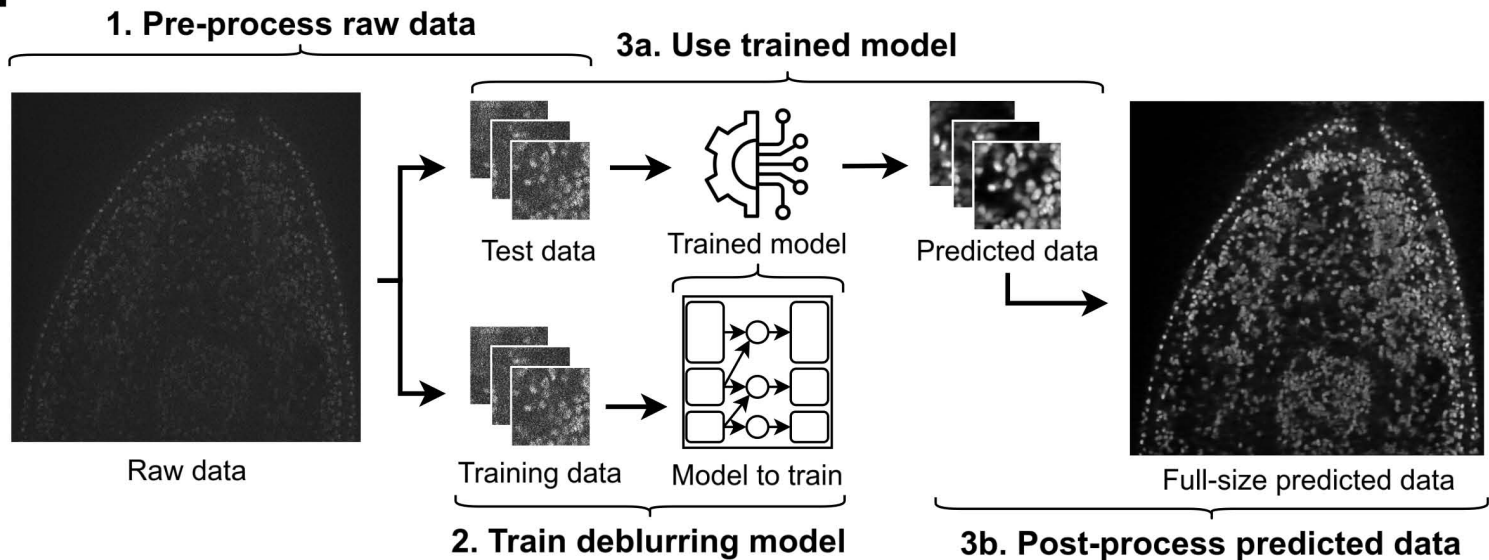 1. Pre-process raw data
3a. Use trained model
Test data
Trained model
Predicted data
Raw data
Training data
Model to train
Full-size predicted data
2. Train deblurring model
3b. Post-process predicted data